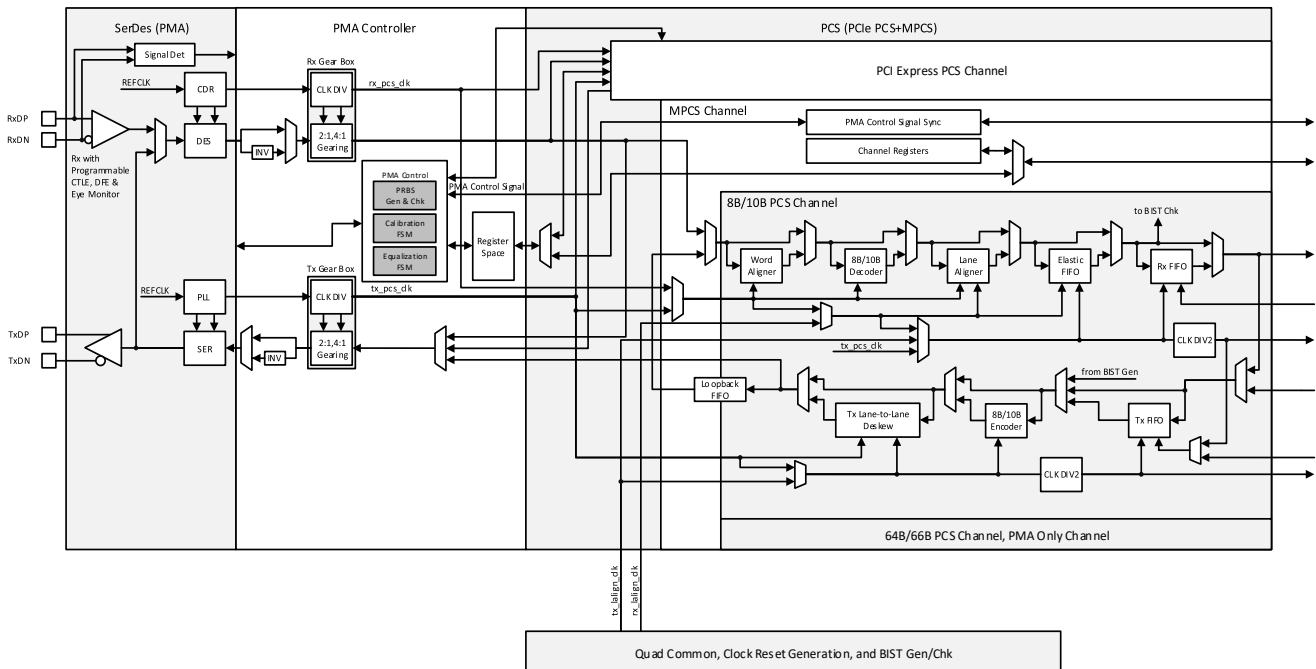 SerDes (PMA)
PMA Controller
PCS (PCIe PCS+MPCS)
Signal Det
Rx Gear Box
REFCLK
CDR
CLK DIV
rx_pcs_clk
PCI Express PCS Channel
RxDP
RxDN
DES
INV
2:1,4:1
Gearing
MPCS Channel
PMA Control Signal Sync
Channel Registers
Rx with
Programmable
CTLE, DFE &
Eye Monitor
PMA Control
PRBS
Gen & Chk
Calibration
FSM
Equalization
FSM
PMA Control Signal
Register
Space
8B/10B PCS Channel
to BIST Chk
Word
Aligner
8B/10B
Decoder
Lane
Aligner
Elastic
FIFO
Rx FIFO
Tx Gear Box
REFCLK
PLL
CLK DIV
tx_pcs_clk
TxDP
TxDN
SER
INV
2:1,4:1
Gearing
tx_pcs_clk
CLK DIV2
from BIST Gen
Loopback
FIFO
Tx Lane-to-Lane
Deskew
8B/10B
Encoder
Tx FIFO
CLK DIV2
64B/66B PCS Channel, PMA Only Channel
tx_lalign_clk
rx_lalign_clk
Quad Common, Clock Reset Generation, and BIST Gen/Chk